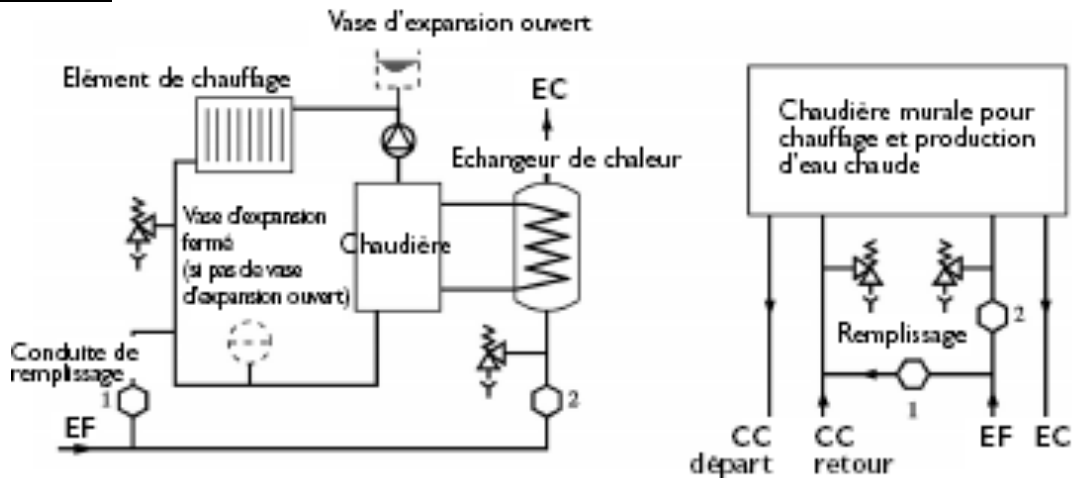 Vase d'expansion ouvert
Elément de chauffage
EC
Echangeur de chaleur
Vase d'expansion
fermé
(si pas de vase
d'expansion ouvert)
Chaudière
Conduite de
remplissage
1
2
EF
Chaudière murale pour
chauffage et production
d'eau chaude
2
Remplissage
1
CC
départ
CC
retour
EF
EC